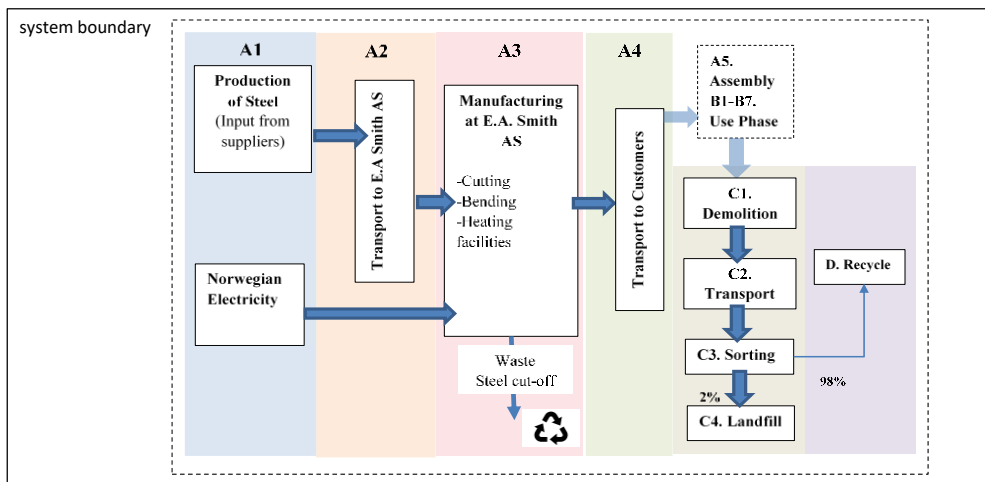 system boundary
A1
A2
A3
A4
Production
of Steel
(Input from
suppliers)
Norwegian
Electricity
Transport to E.A Smith AS
Manufacturing
at E.A. Smith
AS
-Cutting
-Bending
-Heating
facilities
Waste
Steel cut-off
Transport to Customers
A5.
Assembly
B1-B7.
Use Phase
C1.
Demolition
C2.
Transport
C3. Sorting
2%
C4. Landfill
D. Recycle
98%